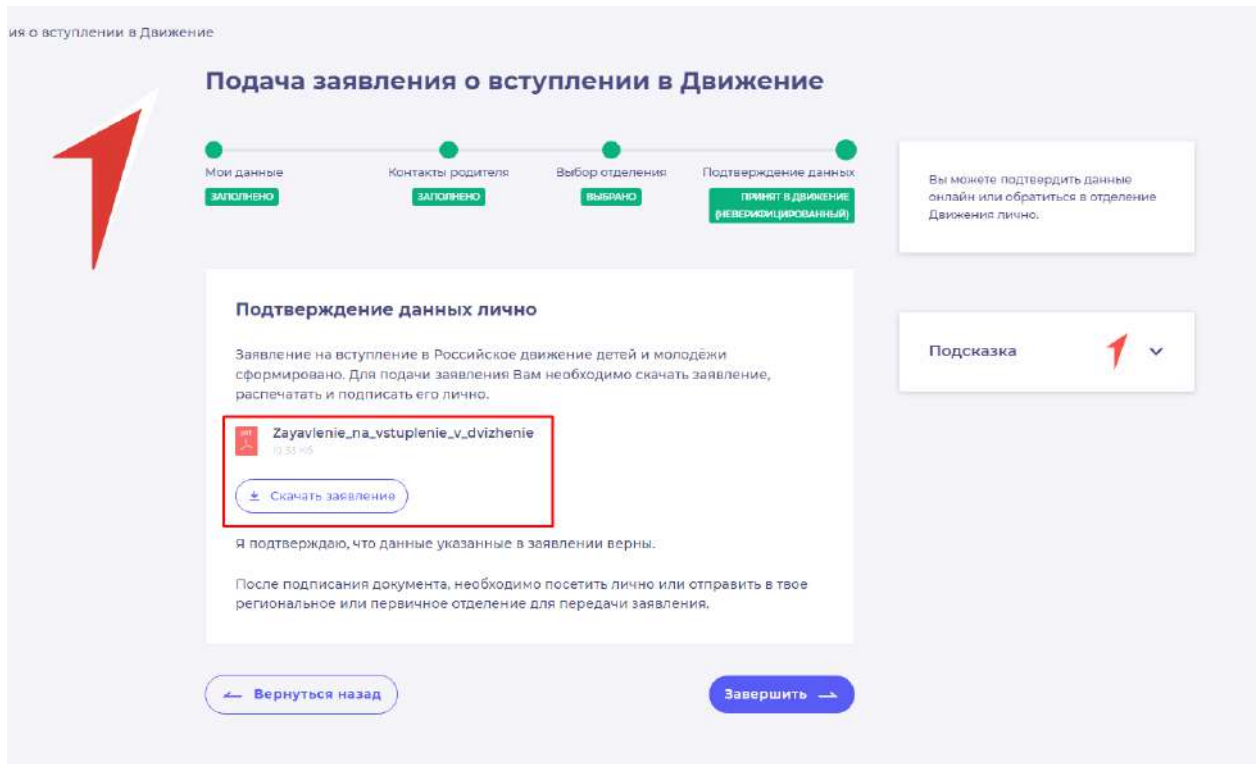 ия о вступлении в Движение
Подача заявления о вступлении в Движение
Мои данные
ЗАПОЛНЕНО
Контакты родителя
ЗАПОЛНЕНО
Выбор отделения
ВЫБРАНО
Подтверждение данных
ПРИНЯТ В ДВИЖЕНИЕ
(НЕВЕРИФИЦИРОВАННЫЙ)
Вы можете подтвердить данные
онлайн или обратиться в отделение
Движения лично.
Подтверждение данных лично
Заявление на вступление в Российское движение детей и молодёжи
сформировано. Для подачи заявления Вам необходимо скачать заявление,
распечатать и подписать его лично.
Подсказка
Zayavlenie_na_vstuplenie_v_dvizhenie
Скачать заявление
Я подтверждаю, что данные указанные в заявлении верны.
После подписания документа, необходимо посетить лично или отправить в твое
региональное или первичное отделение для передачи заявления.
Вернуться назад
Завершить